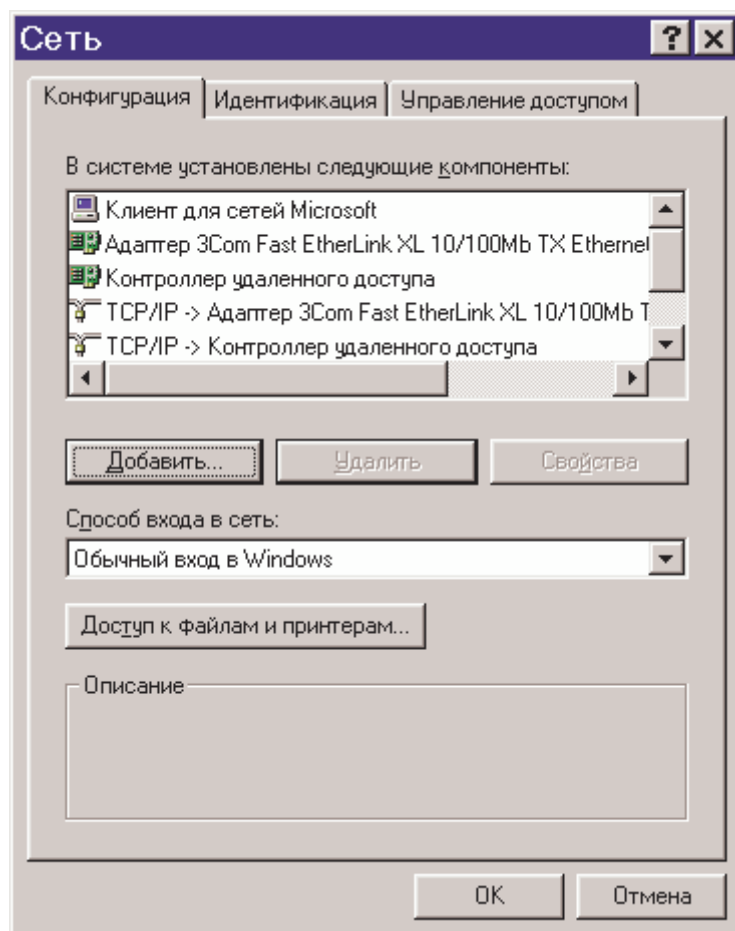 Сеть
Конфигурация Идентификация Управление доступом
В системе установлены следующие компоненты:
Клиент для сетей Microsoft
Адаптер 3Com Fast EtherLink XL 10/100Mb TX Ethernet
Контроллер удаленного доступа
TCP/IP -> Адаптер 3Com Fast EtherLink XL 10/100Mb T
TCP/IP -> Контроллер удаленного доступа
Добавить... Удалить Свойства
Способ входа в сеть:
Обычный вход в Windows
Доступ к файлам и принтерам...
Описание
OK Отмена